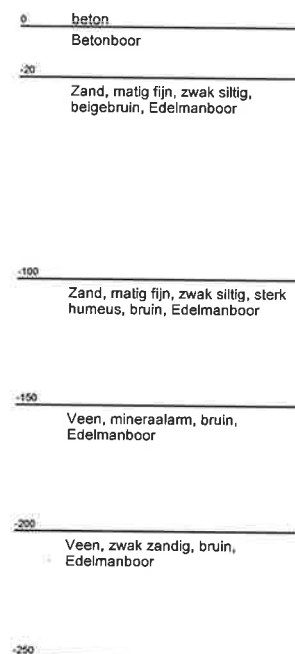 0 beton
Betonboor
-20
Zand, matig fijn, zwak siltig,
beigebruin, Edelmanboor
-100
Zand, matig fijn, zwak siltig, sterk
humeus, bruin, Edelmanboor
-150
Veen, mineraalarm, bruin,
Edelmanboor
-200
Veen, zwak zandig, bruin,
Edelmanboor
-250